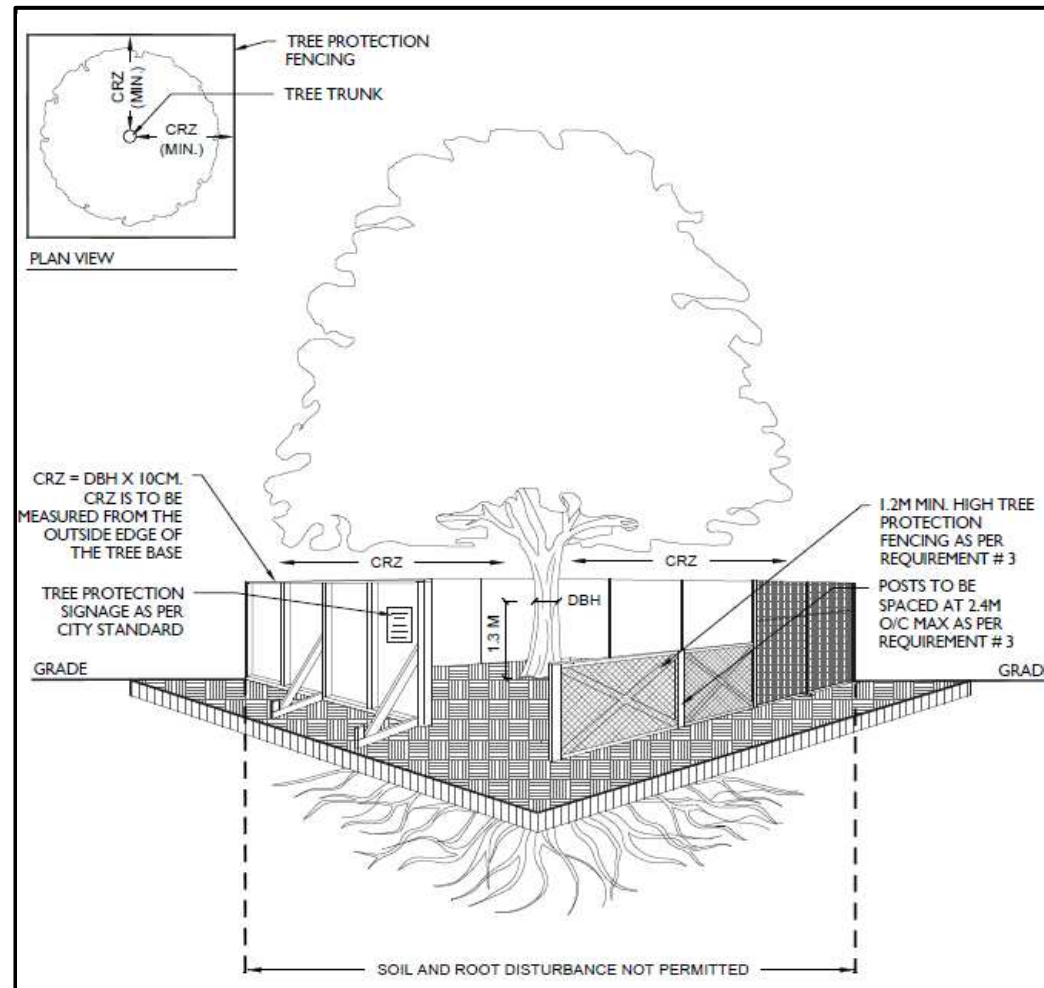 TREE PROTECTION
FENCING
TREE TRUNK
CRZ
(MIN.)
CRZ
(MIN.)
PLAN VIEW
CRZ = DBH X 10CM.
CRZ IS TO BE
MEASURED FROM THE
OUTSIDE EDGE OF
THE TREE BASE
TREE PROTECTION
SIGNAGE AS PER
CITY STANDARD
GRADE
CRZ
CRZ
DBH
1.3 M
1.2M MIN. HIGH TREE
PROTECTION
FENCING AS PER
REQUIREMENT # 3
POSTS TO BE
SPACED AT 2.4M
O/C MAX AS PER
REQUIREMENT # 3
GRADE
SOIL AND ROOT DISTURBANCE NOT PERMITTED